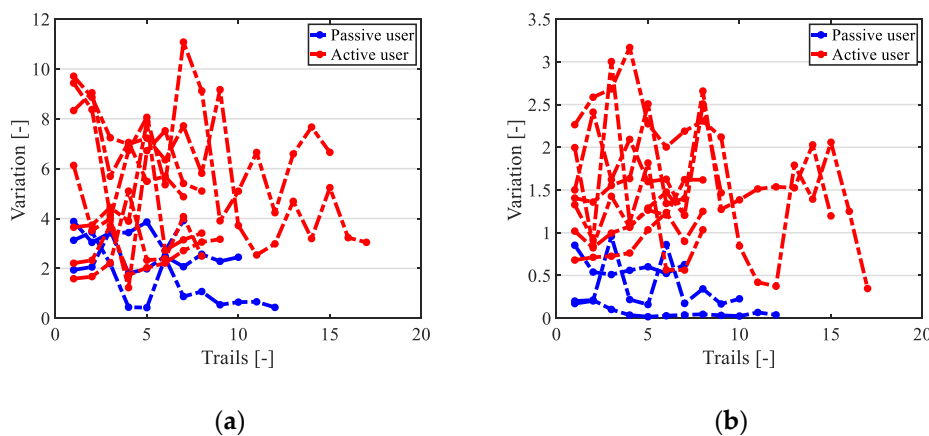 12
10
8
6
4
2
0
Variation [-]
0 5 10 15 20
Trails [-]
Passive user
Active user
(a)
3.5
3
2.5
2
1.5
1
0.5
0
Variation [-]
0 5 10 15 20
Trails [-]
Passive user
Active user
(b)